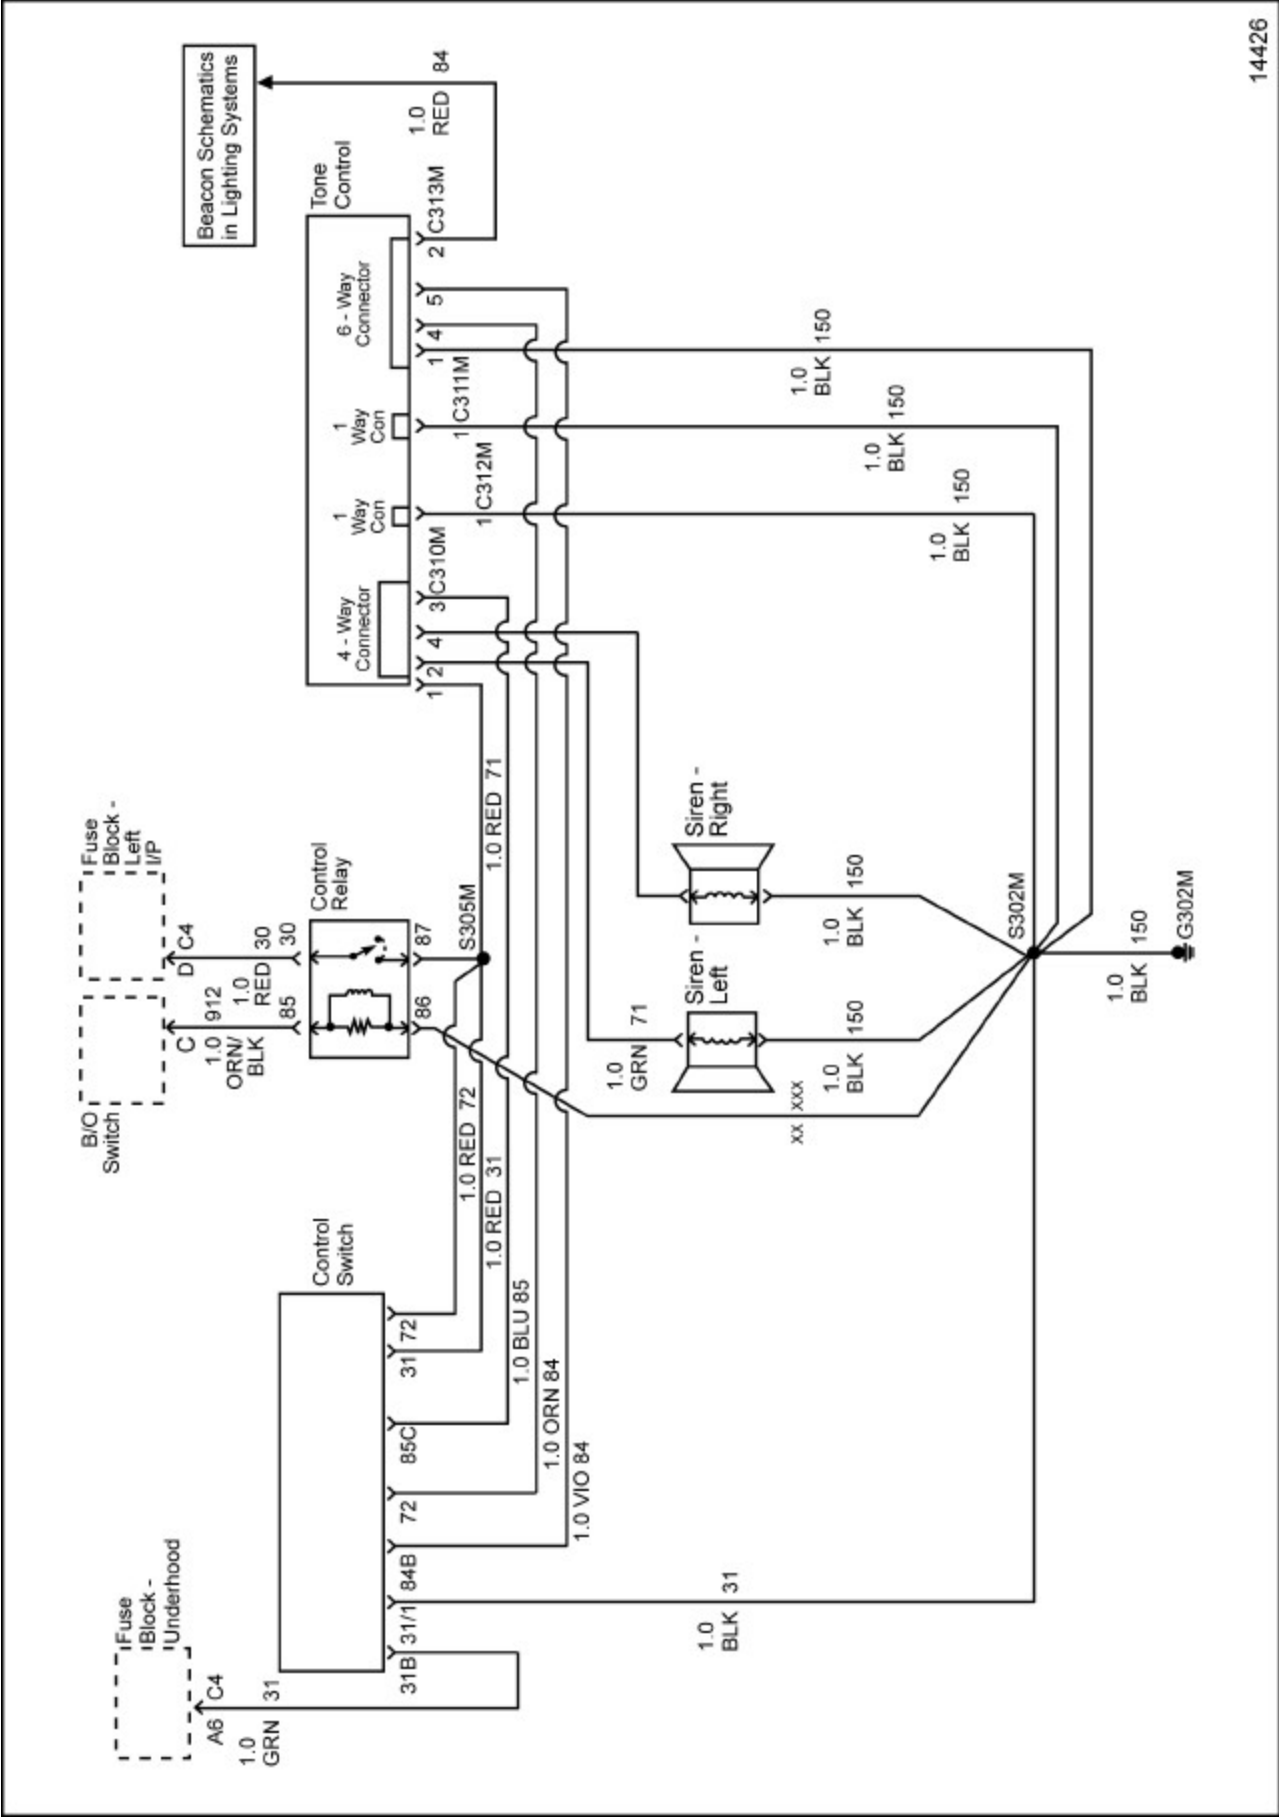 Fuse
Block -
Underhood
A6 C4
1.0
GRN 31
B/O
Switch
Fuse
Block -
Left
I/P
C
1.0 912
ORN/
BLK
D C4
1.0
RED 30
85
30
Control
Relay
86
87
S305M
Beacon Schematics
in Lighting Systems
1.0
RED 84
Tone
Control
4 - Way
Connector
1
Way
Con
1
Way
Con
6 - Way
Connector
1
2
4
3 C310M
1 C312M
1 C311M
1
4
5
2 C313M
Control
Switch
31B
31/1
84B
72
85C
31
72
1.0 RED 72
1.0 RED 71
1.0 RED 31
1.0 BLU 85
1.0 ORN 84
1.0 VIO 84
1.0
GRN 71
Siren -
Left
Siren -
Right
1.0
BLK 31
XX XXX
1.0
BLK 150
1.0
BLK 150
1.0
BLK 150
1.0
BLK 150
1.0
BLK 150
S302M
1.0
BLK 150
G302M
14426